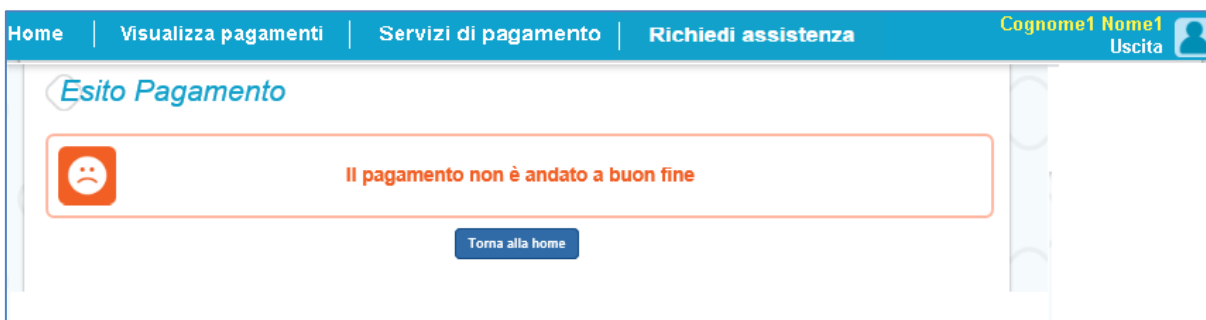 Home Visualizza pagamenti Servizi di pagamento Richiedi assistenza Cognome1 Nome1
Uscita
Esito Pagamento
Il pagamento non è andato a buon fine
Torna alla home